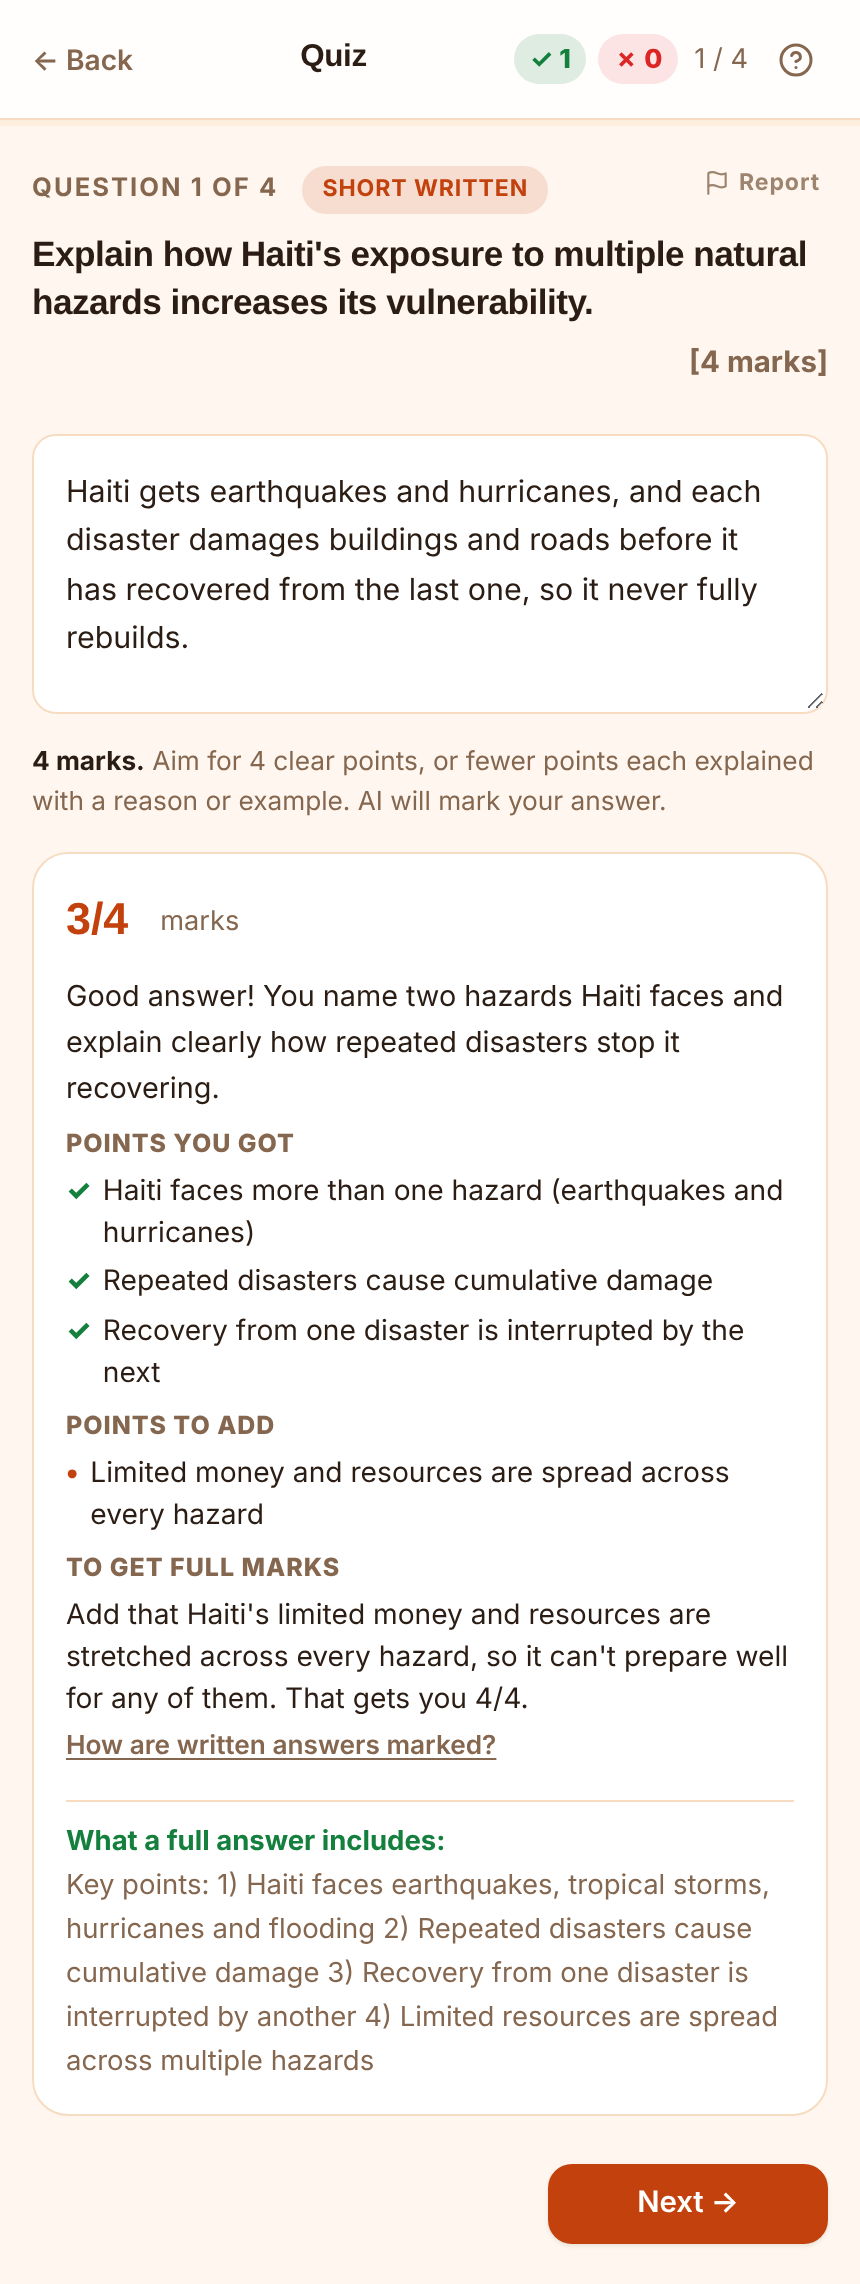 ← Back
Quiz
✓ 1
× 0
1 / 4
?
QUESTION 1 OF 4
SHORT WRITTEN
Report
Explain how Haiti's exposure to multiple natural
hazards increases its vulnerability.
[4 marks]
Haiti gets earthquakes and hurricanes, and each
disaster damages buildings and roads before it
has recovered from the last one, so it never fully
rebuilds.
4 marks. Aim for 4 clear points, or fewer points each explained
with a reason or example. AI will mark your answer.
3/4 marks
Good answer! You name two hazards Haiti faces and
explain clearly how repeated disasters stop it
recovering.
POINTS YOU GOT
✓ Haiti faces more than one hazard (earthquakes and
hurricanes)
✓ Repeated disasters cause cumulative damage
✓ Recovery from one disaster is interrupted by the
next
POINTS TO ADD
• Limited money and resources are spread across
every hazard
TO GET FULL MARKS
Add that Haiti's limited money and resources are
stretched across every hazard, so it can't prepare well
for any of them. That gets you 4/4.
How are written answers marked?
What a full answer includes:
Key points: 1) Haiti faces earthquakes, tropical storms,
hurricanes and flooding 2) Repeated disasters cause
cumulative damage 3) Recovery from one disaster is
interrupted by another 4) Limited resources are spread
across multiple hazards
Next →